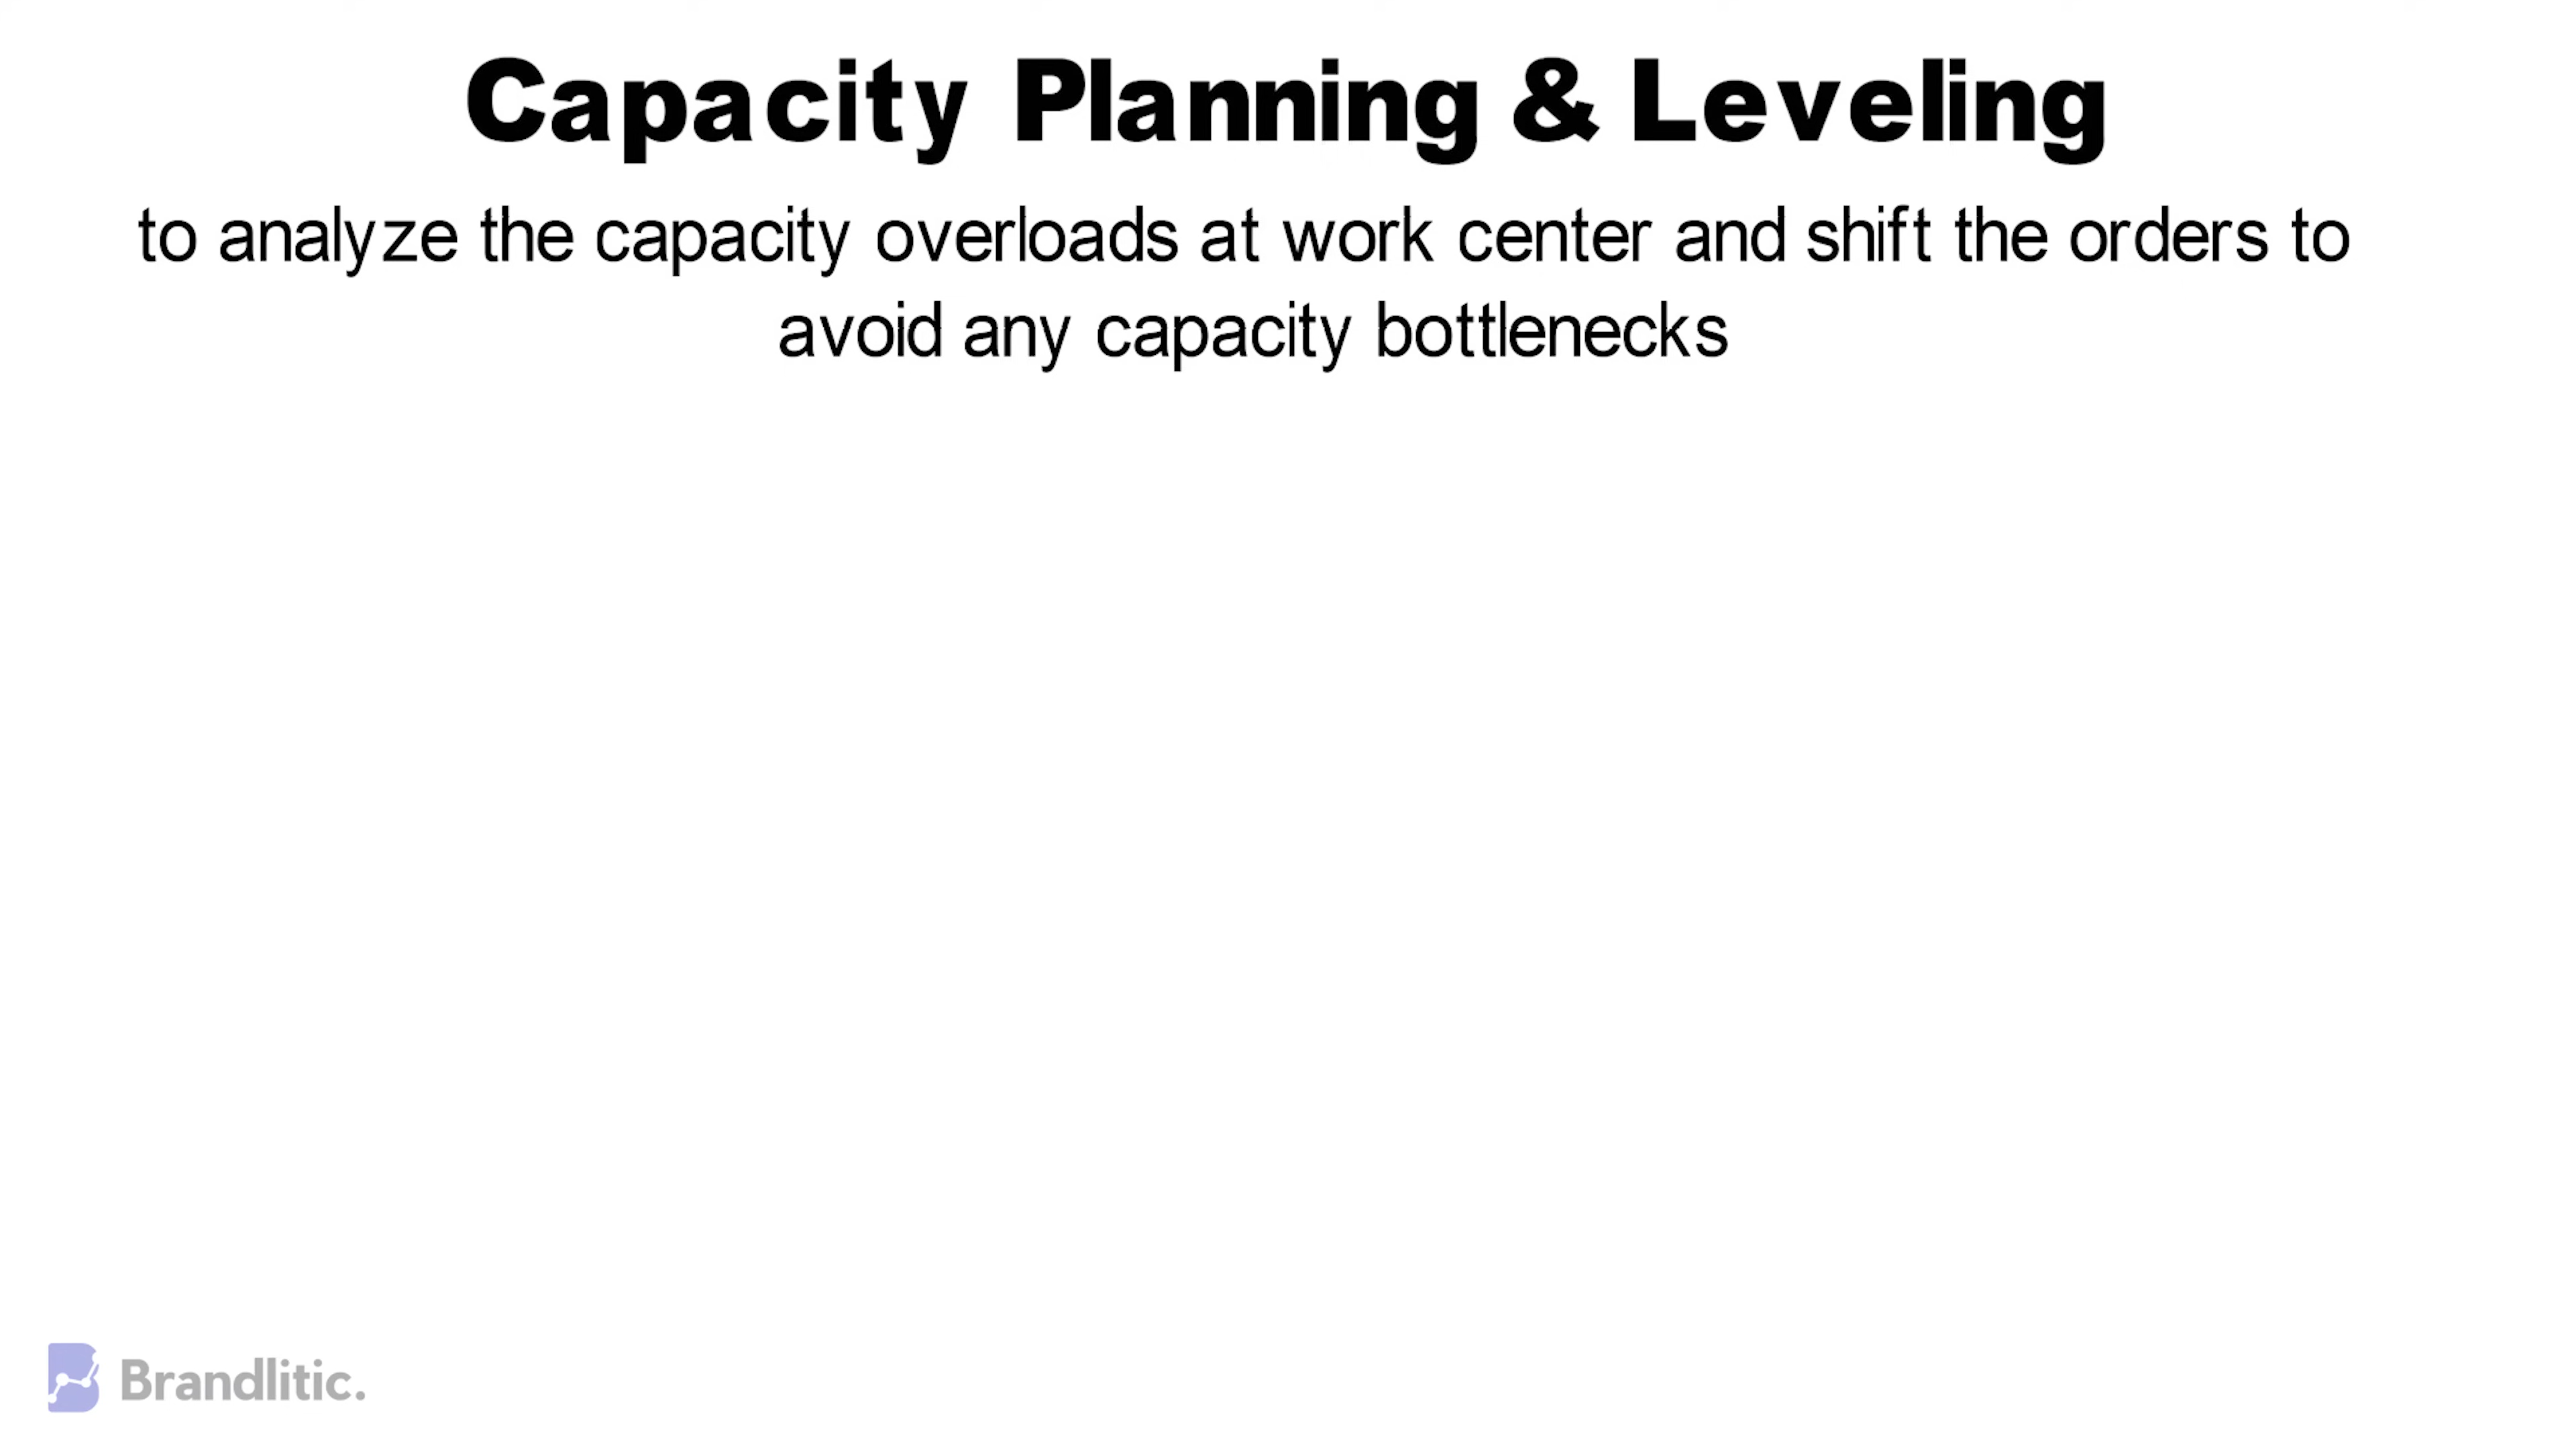 Capacity Planning & Leveling
to analyze the capacity overloads at work center and shift the orders to
avoid any capacity bottlenecks
Brandlitic.